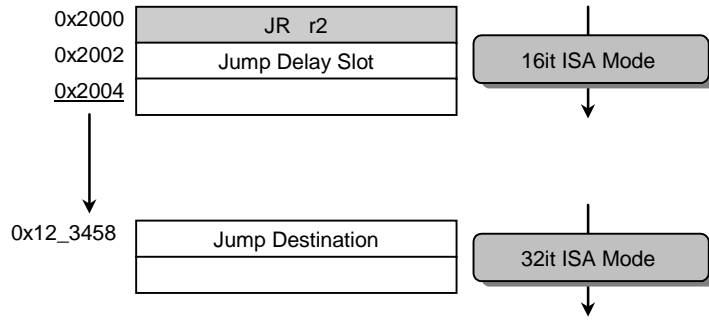 0x2000 JR r2
0x2002 Jump Delay Slot 16it ISA Mode
0x2004
0x12_3458 Jump Destination
32it ISA Mode